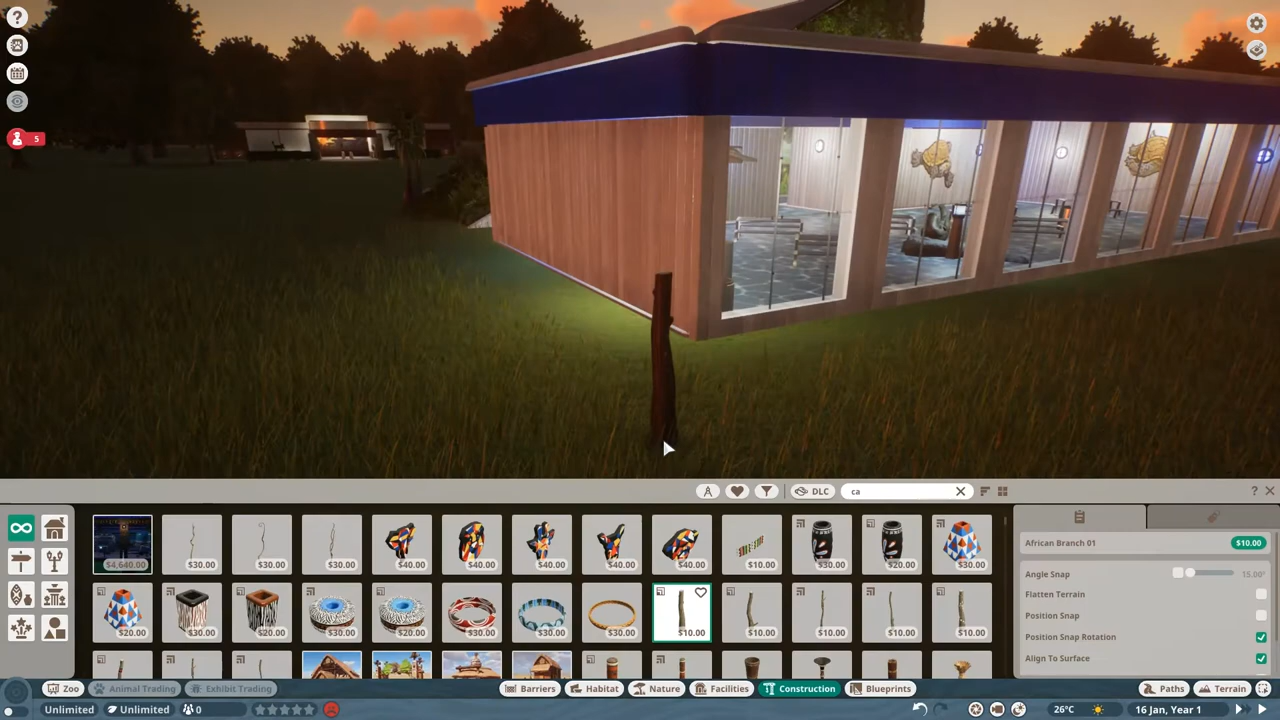 ?
5
DLC
ca
?
$4,640.00
$30.00
$30.00
$30.00
$40.00
$40.00
$40.00
$40.00
$40.00
$10.00
$30.00
$20.00
$30.00
$20.00
$30.00
$20.00
$30.00
$20.00
$30.00
$30.00
$30.00
$10.00
$10.00
$10.00
$10.00
$10.00
African Branch 01
$10.00
Angle Snap
15.00°
Flatten Terrain
Position Snap
Position Snap Rotation
Align To Surface
Zoo
Animal Trading
Exhibit Trading
Barriers
Habitat
Nature
Facilities
Construction
Blueprints
Paths
Terrain
Unlimited
Unlimited
0
26°C
16 Jan, Year 1